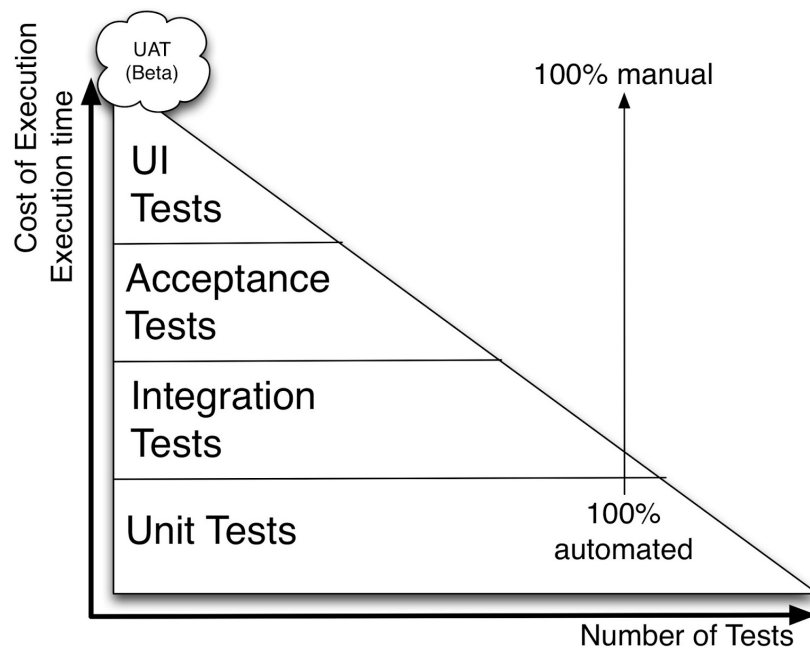 UAT
(Beta)
100% manual
Cost of Execution
Execution time
UI
Tests
Acceptance
Tests
Integration
Tests
Unit Tests
100%
automated
Number of Tests